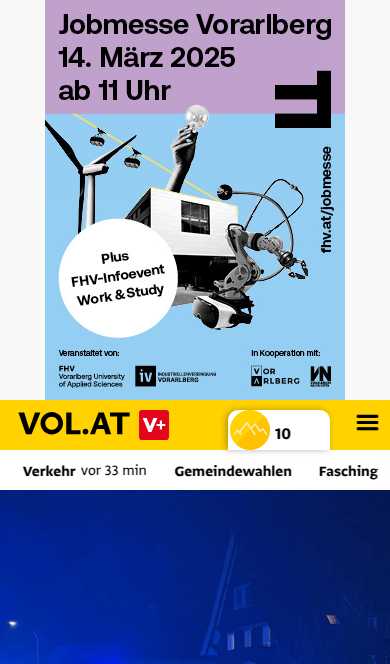 Jobmesse Vorarlberg
14. März 2025
ab 11 Uhr
fhv.at/jobmesse
Plus
FHV-Infoevent
Work & Study
Veranstaltet von:
FHV
Vorarlberg University
of Applied Sciences
iV INDUSTRIELLENVEREINIGUNG
VORARLBERG
In Kooperation mit:
VOR
ARLBERG
VOL.AT V+
10
Verkehr vor 33 min Gemeindewahlen Fasching